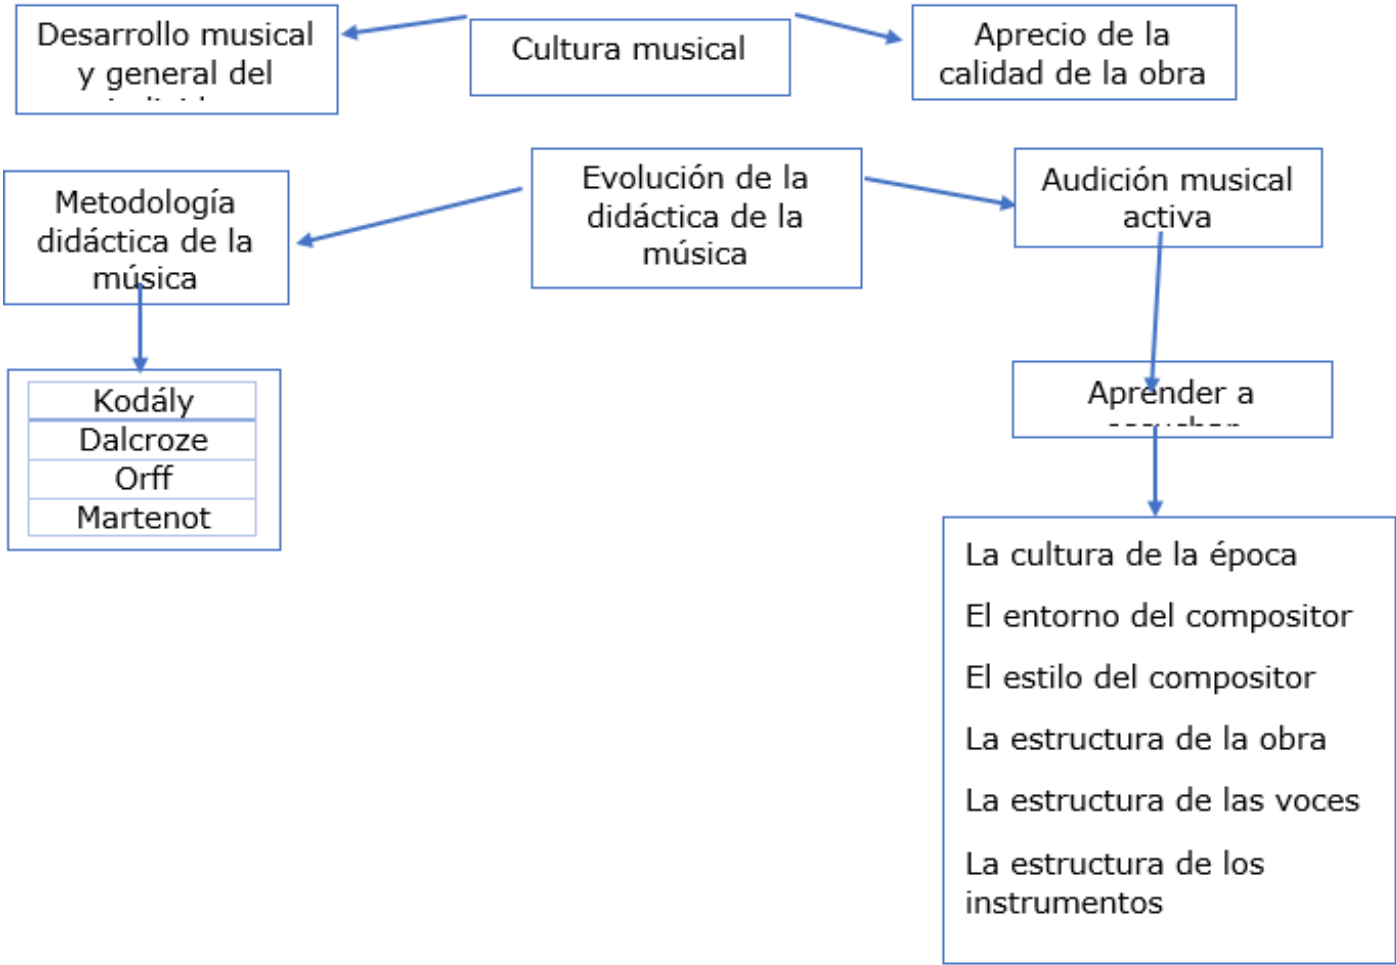 Desarrollo musical
y general del
Cultura musical
Aprecio de la
calidad de la obra
Metodología
didáctica de la
música
Evolución de la
didáctica de la
música
Audición musical
activa
Kodály
Dalcroze
Orff
Martenot
Aprender a
La cultura de la época
El entorno del compositor
El estilo del compositor
La estructura de la obra
La estructura de las voces
La estructura de los
instrumentos